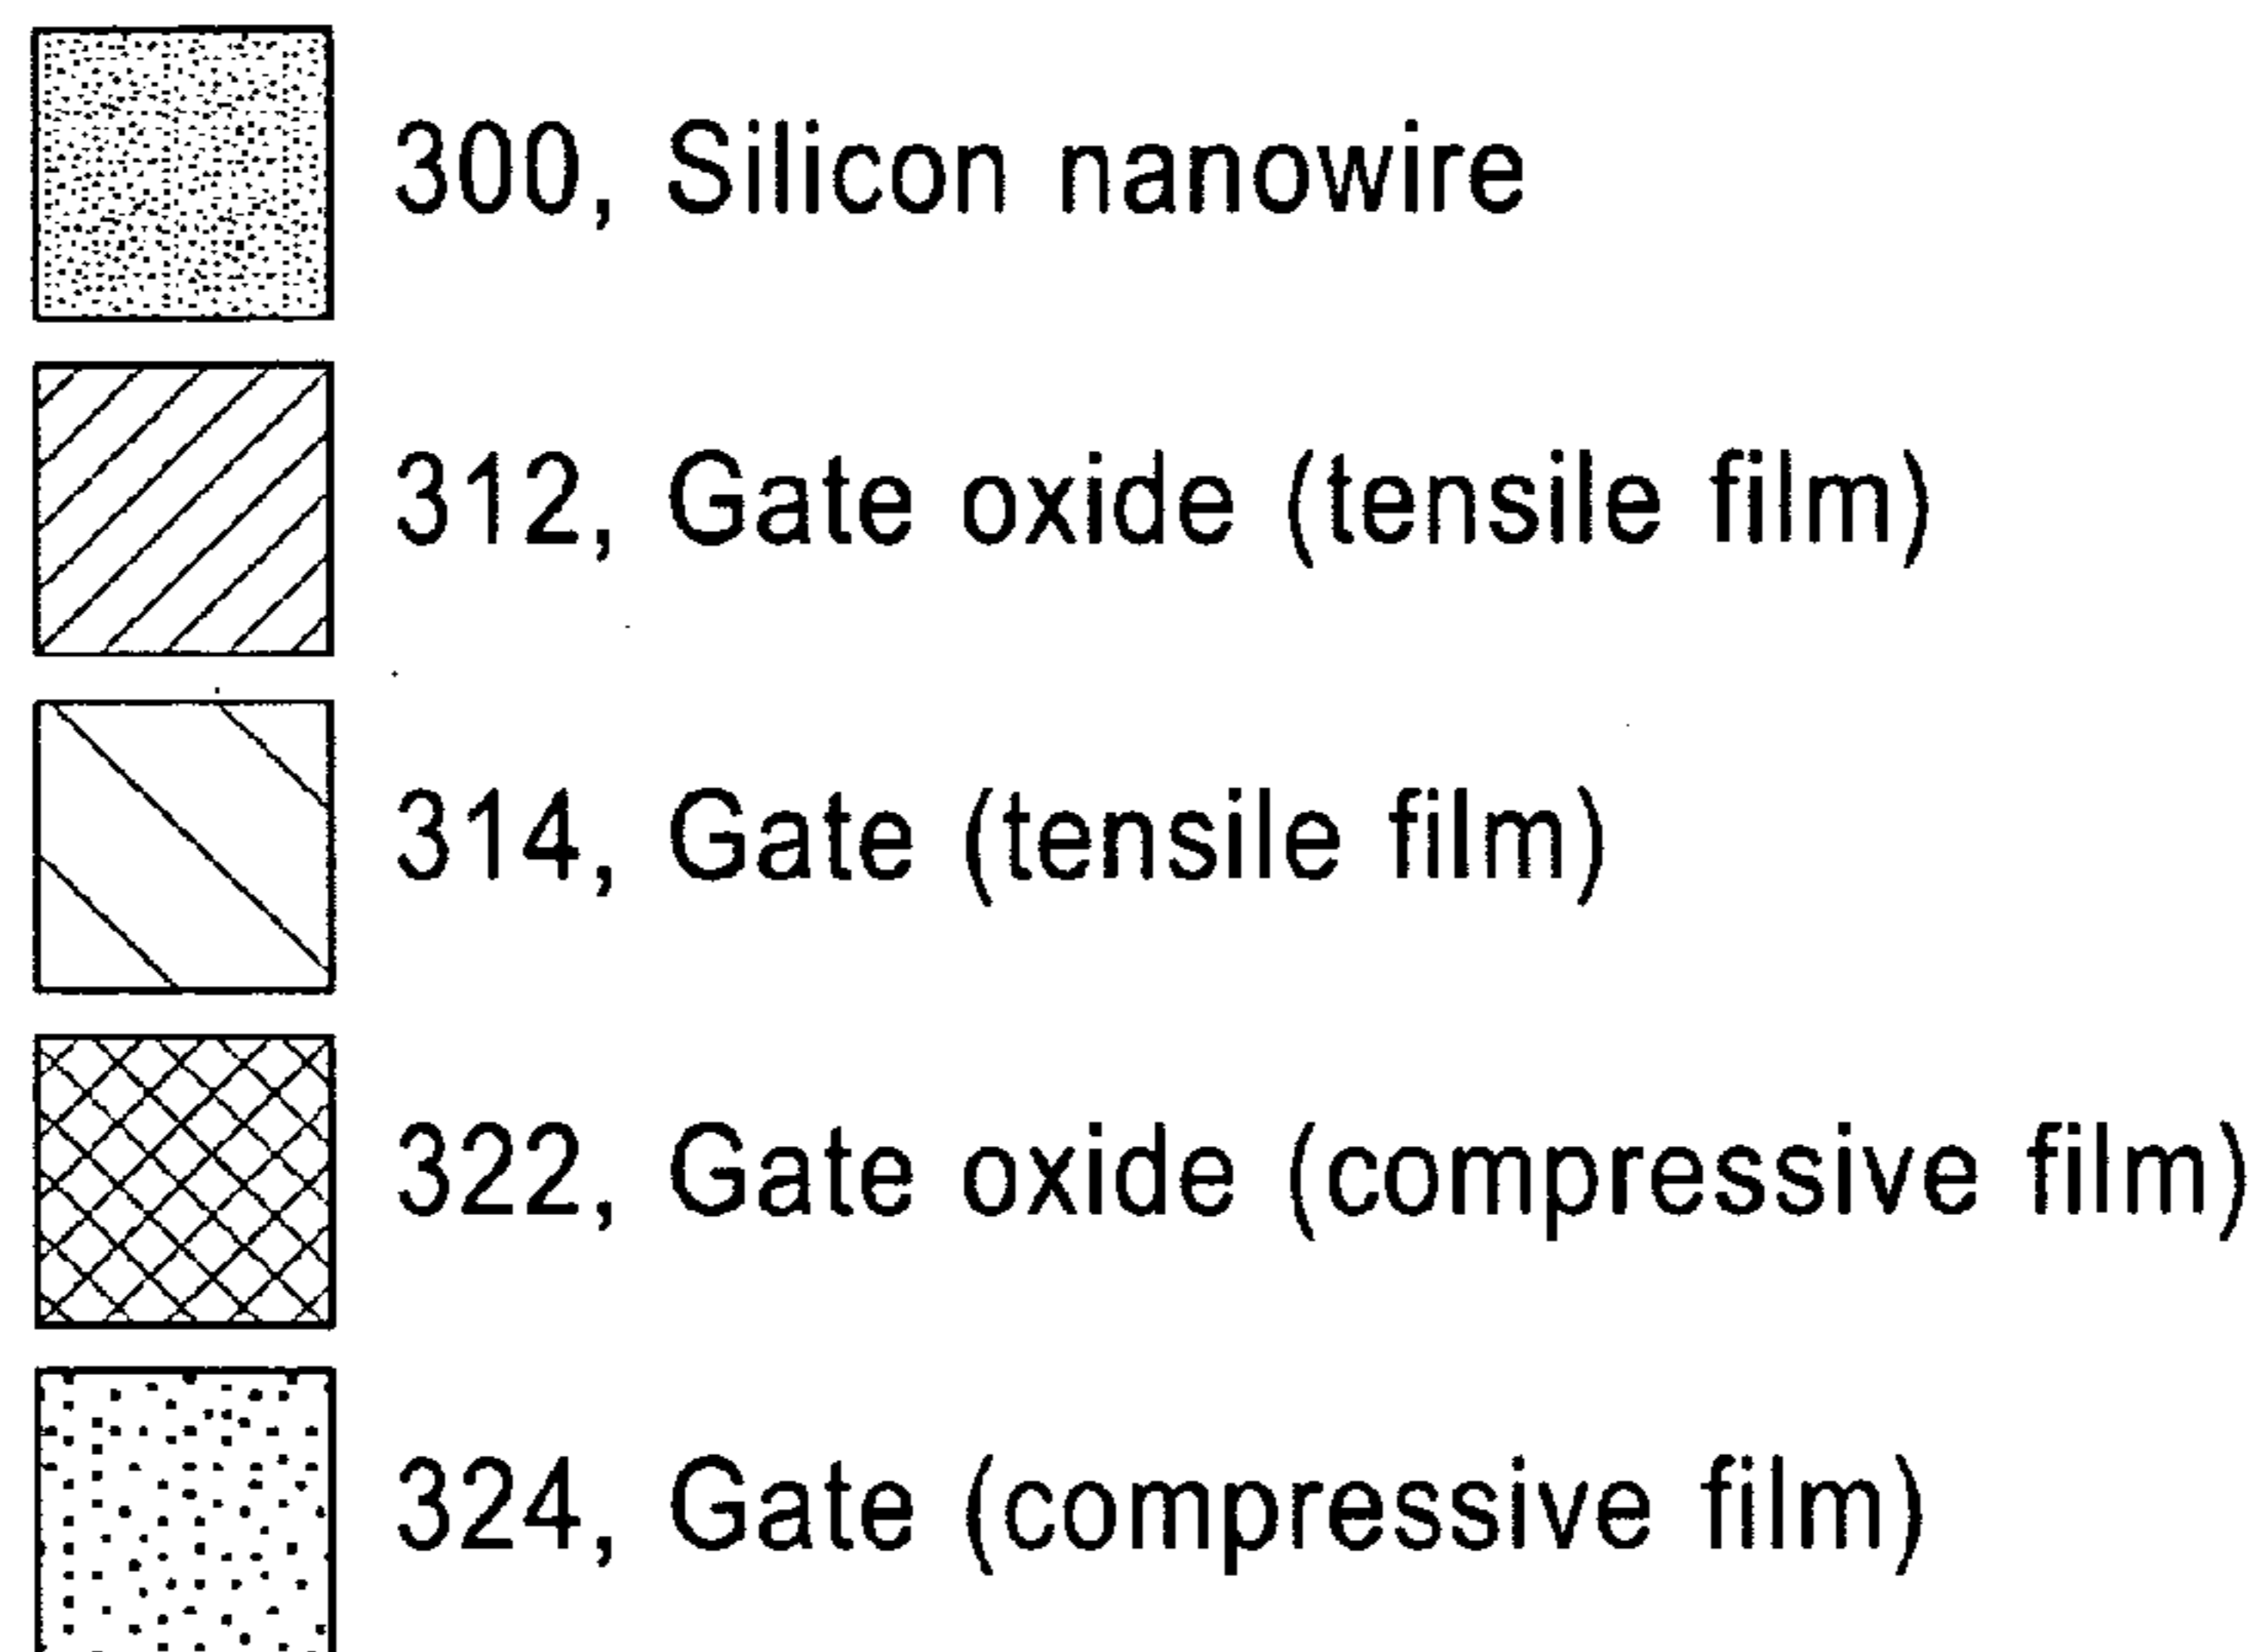 300, Silicon nanowire
312, Gate oxide (tensile film)
314, Gate (tensile film)
322, Gate oxide (compressive film)
324, Gate (compressive film)